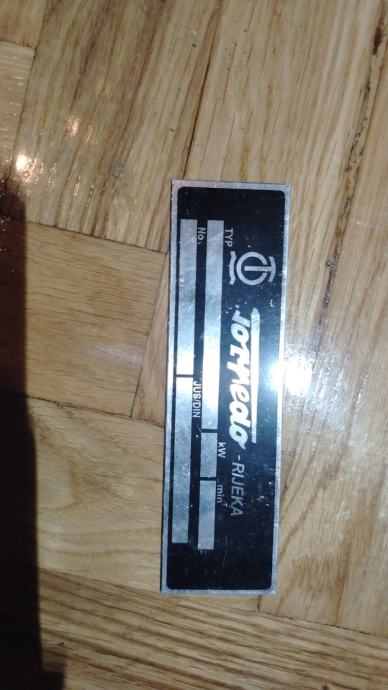 Torpedo - RIJEKA
TYP kW min
No. JUS/DIN